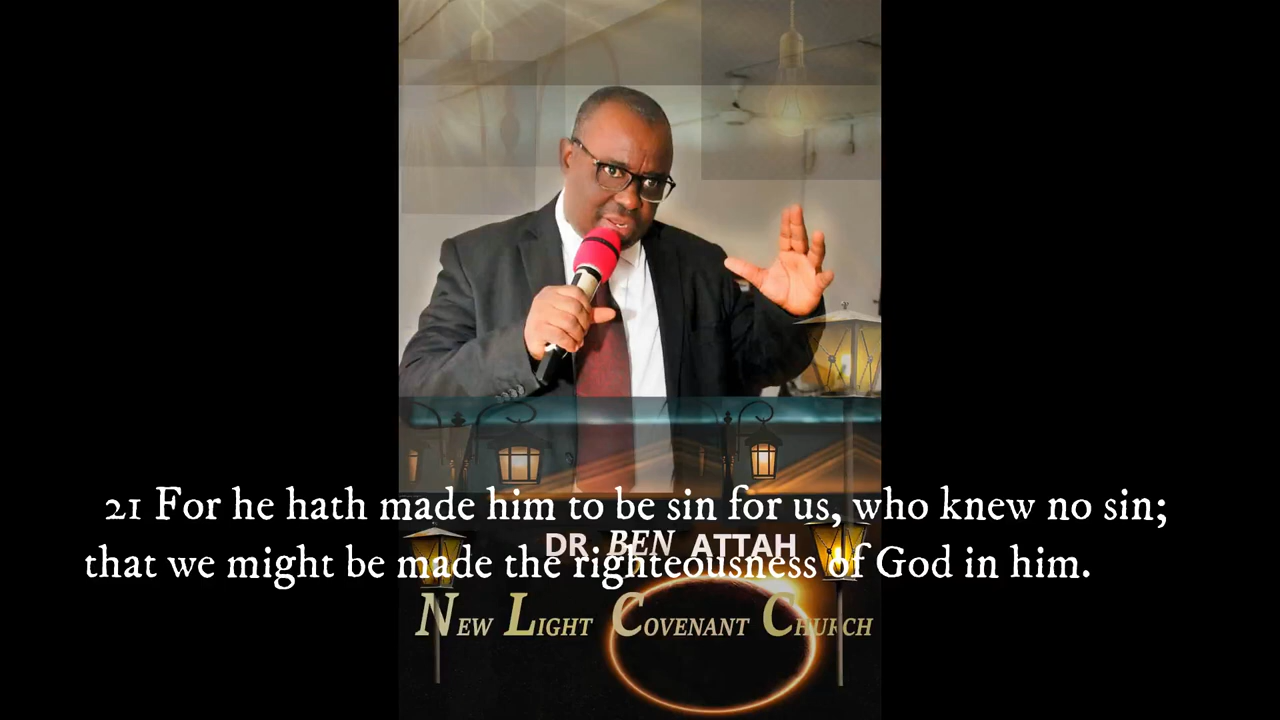 21 For he hath made him to be sin for us, who knew no sin;
DR. BEN ATTAH
that we might be made the righteousness of God in him.
NEW LIGHT COVENANT CHURCH